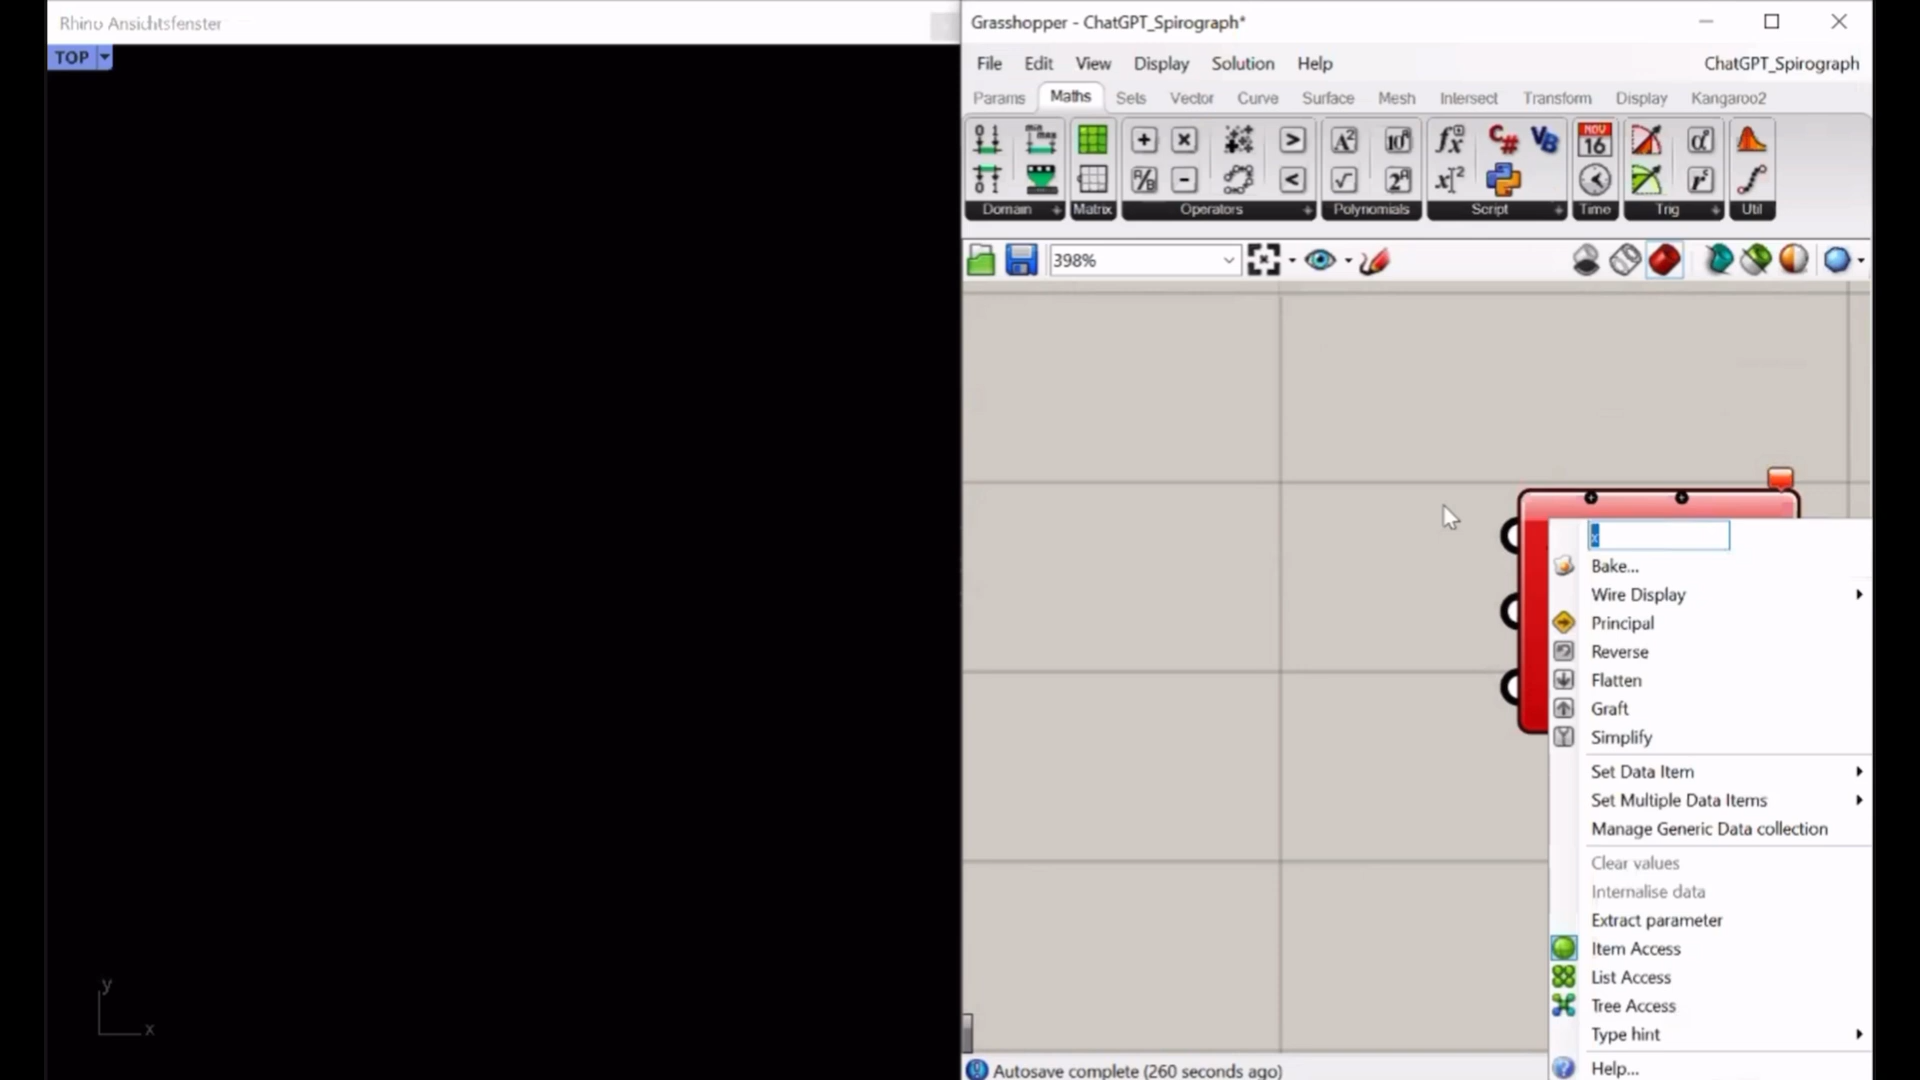 Rhino Ansichtsfenster
TOP
y
x
Grasshopper - ChatGPT_Spirograph*
File Edit View Display Solution Help ChatGPT_Spirograph
Params Maths Sets Vector Curve Surface Mesh Intersect Transform Display Kangaroo2
Domain Matrix Operators Polynomials Script Time Trig Util
NOV
16
398%
x
Bake...
Wire Display
Principal
Reverse
Flatten
Graft
Simplify
Set Data Item
Set Multiple Data Items
Manage Generic Data collection
Clear values
Internalise data
Extract parameter
Item Access
List Access
Tree Access
Type hint
Help...
Autosave complete (260 seconds ago)